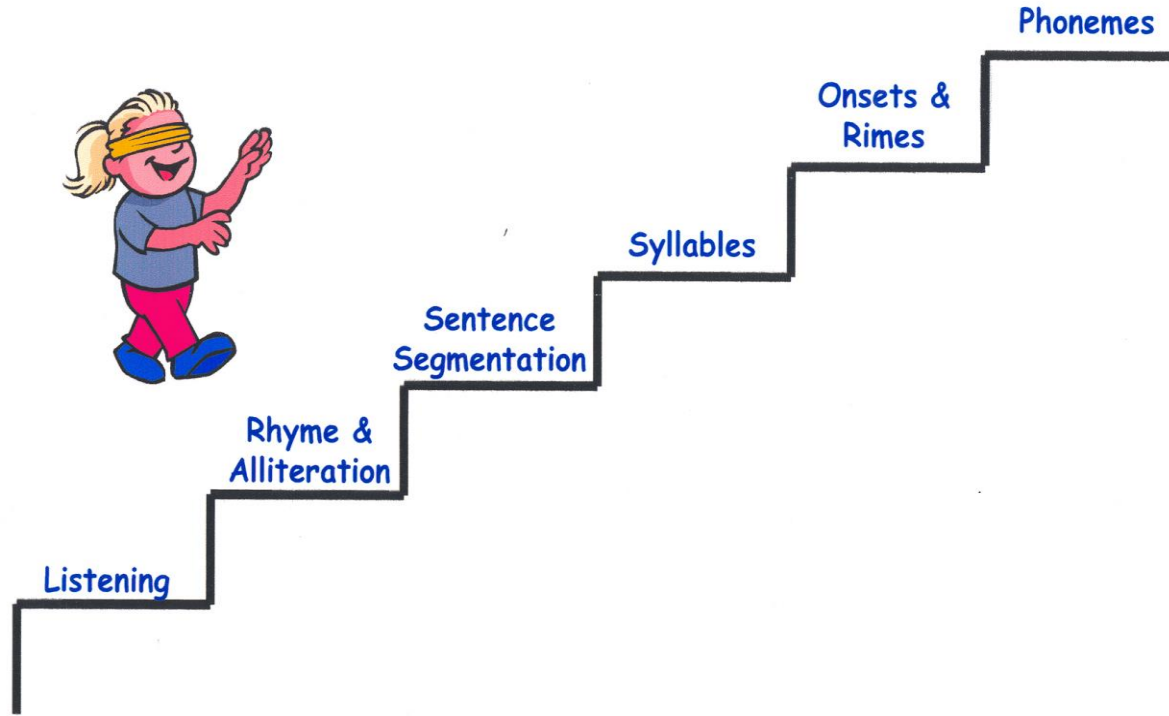 Phonemes
Onsets &
Rimes
Syllables
Sentence
Segmentation
Rhyme &
Alliteration
Listening